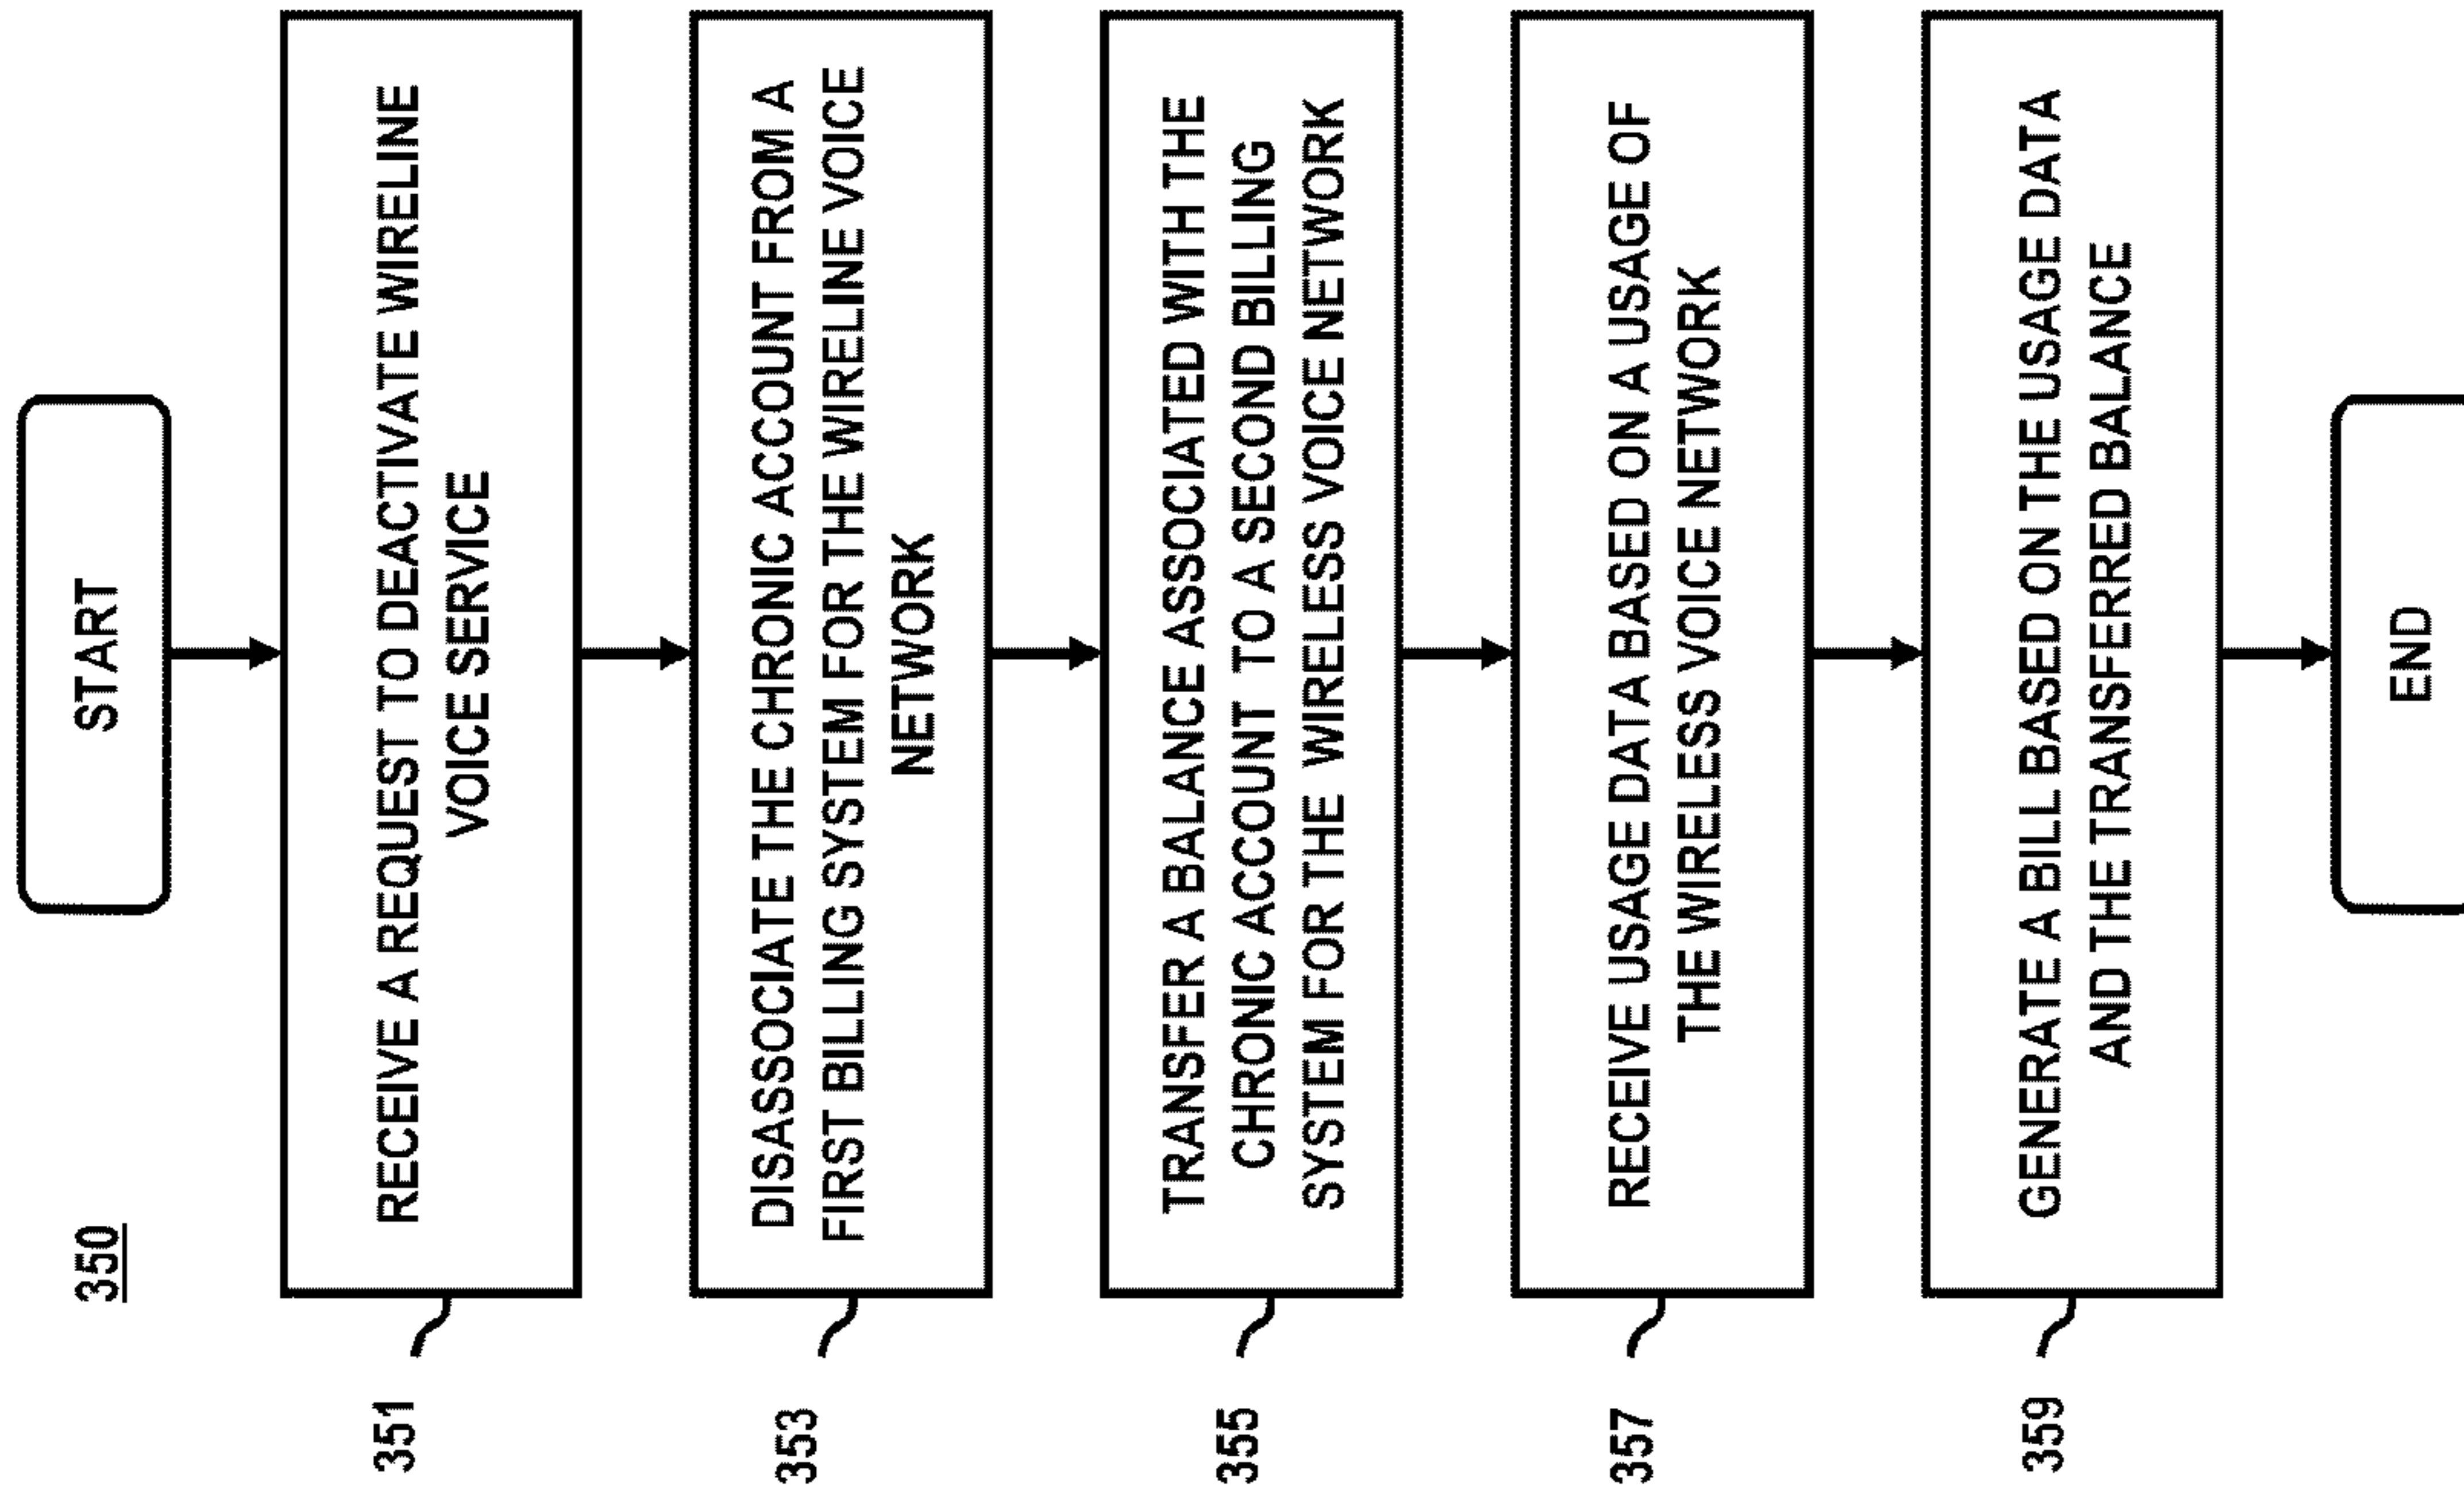 350
START
351
RECEIVE A REQUEST TO DEACTIVATE WIRELINE
VOICE SERVICE
353
DISASSOCIATE THE CHRONIC ACCOUNT FROM A
FIRST BILLING SYSTEM FOR THE WIRELINE VOICE
NETWORK
355
TRANSFER A BALANCE ASSOCIATED WITH THE
CHRONIC ACCOUNT TO A SECOND BILLING
SYSTEM FOR THE WIRELESS VOICE NETWORK
357
RECEIVE USAGE DATA BASED ON A USAGE OF
THE WIRELESS VOICE NETWORK
359
GENERATE A BILL BASED ON THE USAGE DATA
AND THE TRANSFERRED BALANCE
END